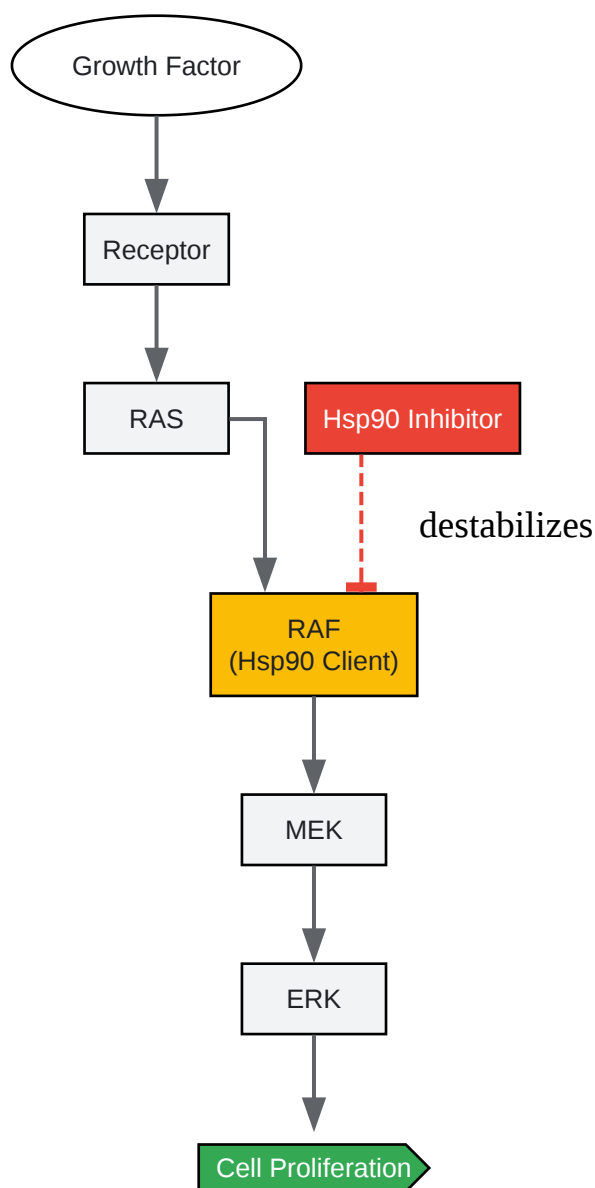 Growth Factor
Receptor
RAS
Hsp90 Inhibitor
destabilizes
RAF
(Hsp90 Client)
MEK
ERK
Cell Proliferation